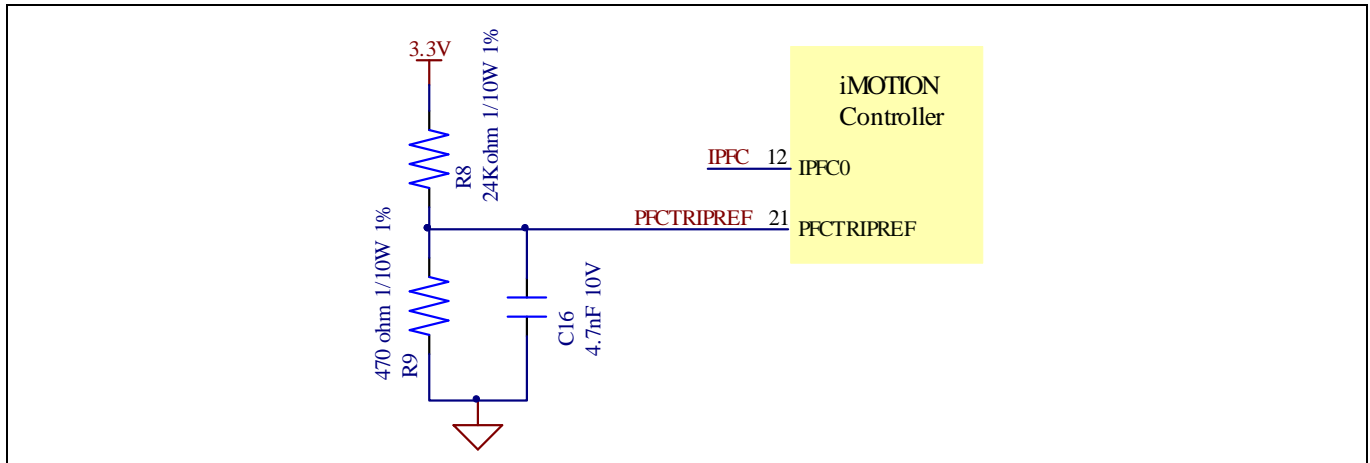 3.3V
R8
24Kohm 1/10W 1%
470 ohm 1/10W 1%
R9
C16
4.7nF 10V
iMOTION
Controller
IPFC 12 IPFC0
PFCTRIPREF 21 PFCTRIPREF